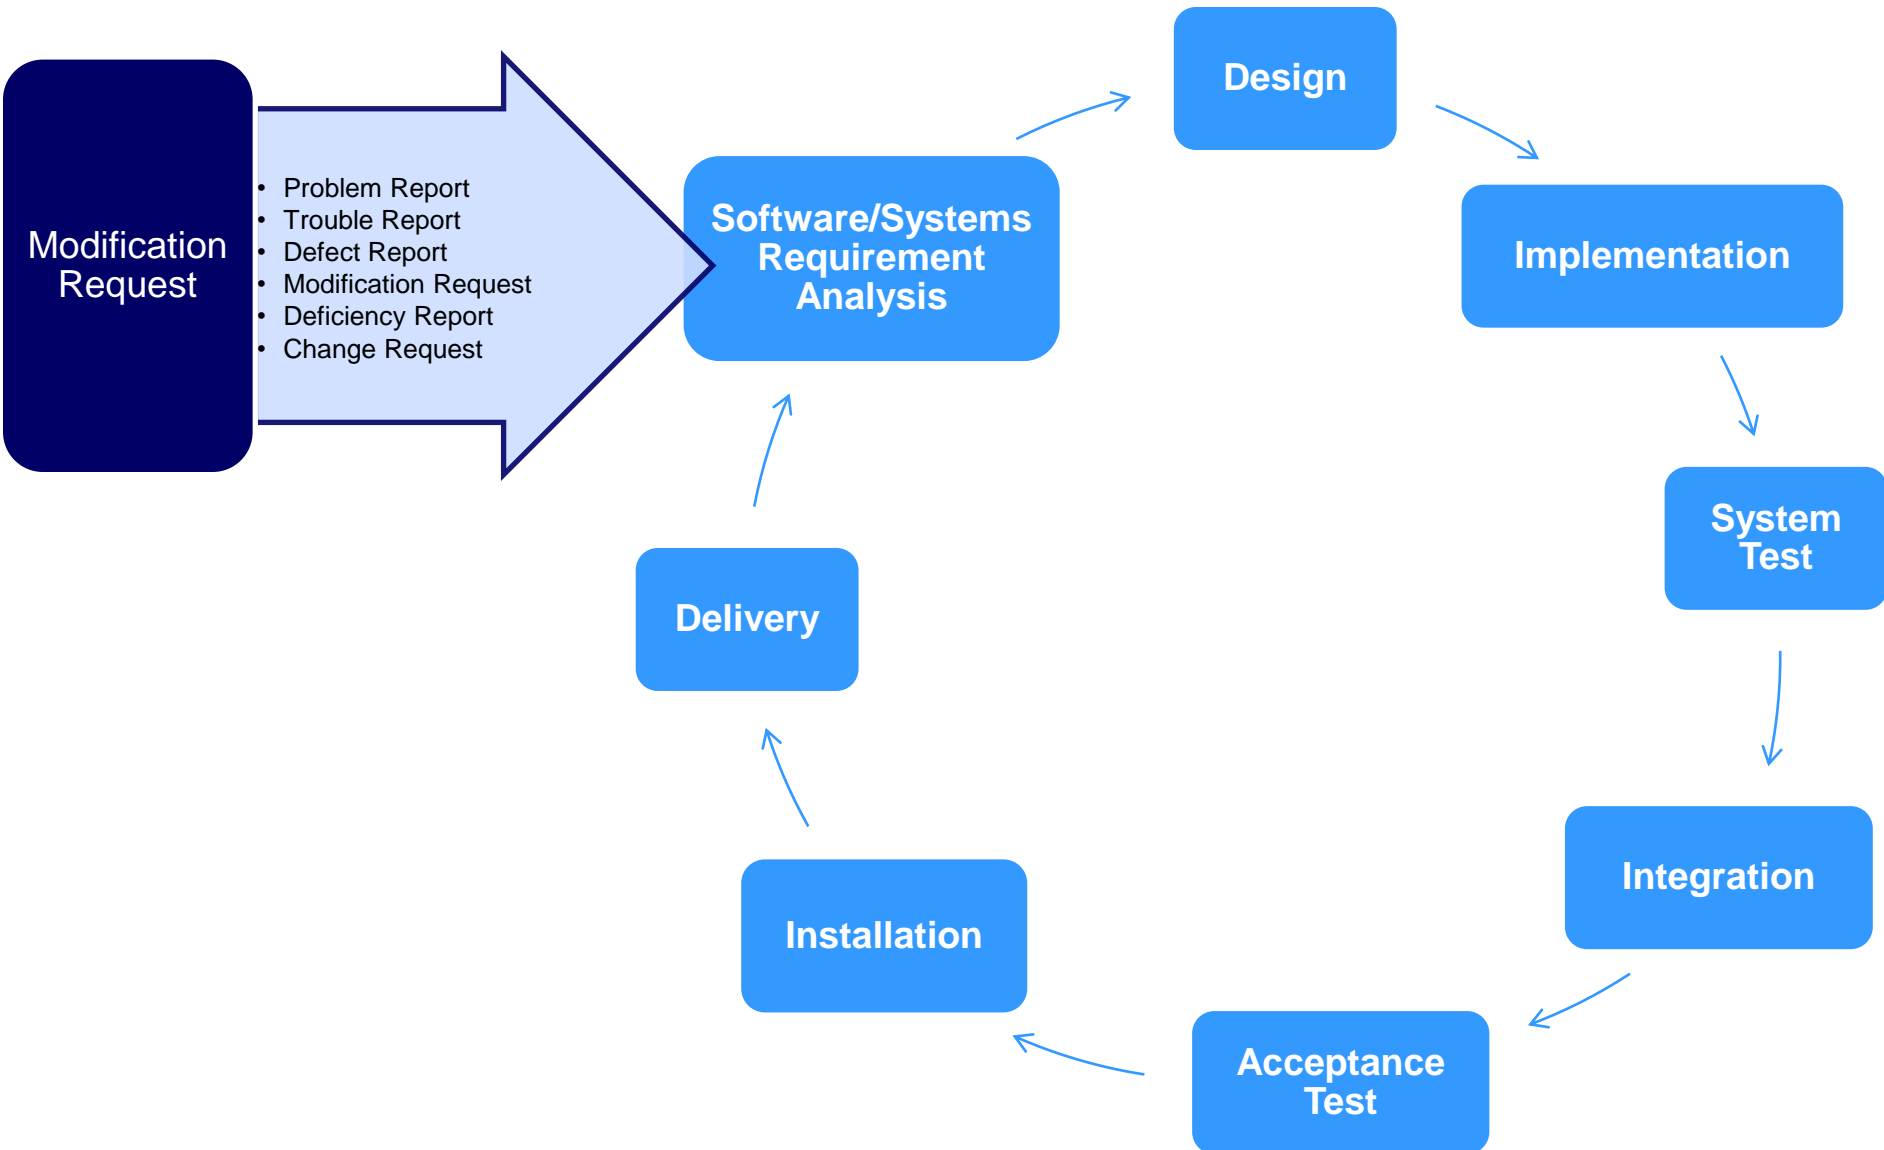 Modification
Request
• Problem Report
• Trouble Report
• Defect Report
• Modification Request
• Deficiency Report
• Change Request
Software/Systems
Requirement
Analysis
Design
Implementation
System
Test
Integration
Acceptance
Test
Installation
Delivery